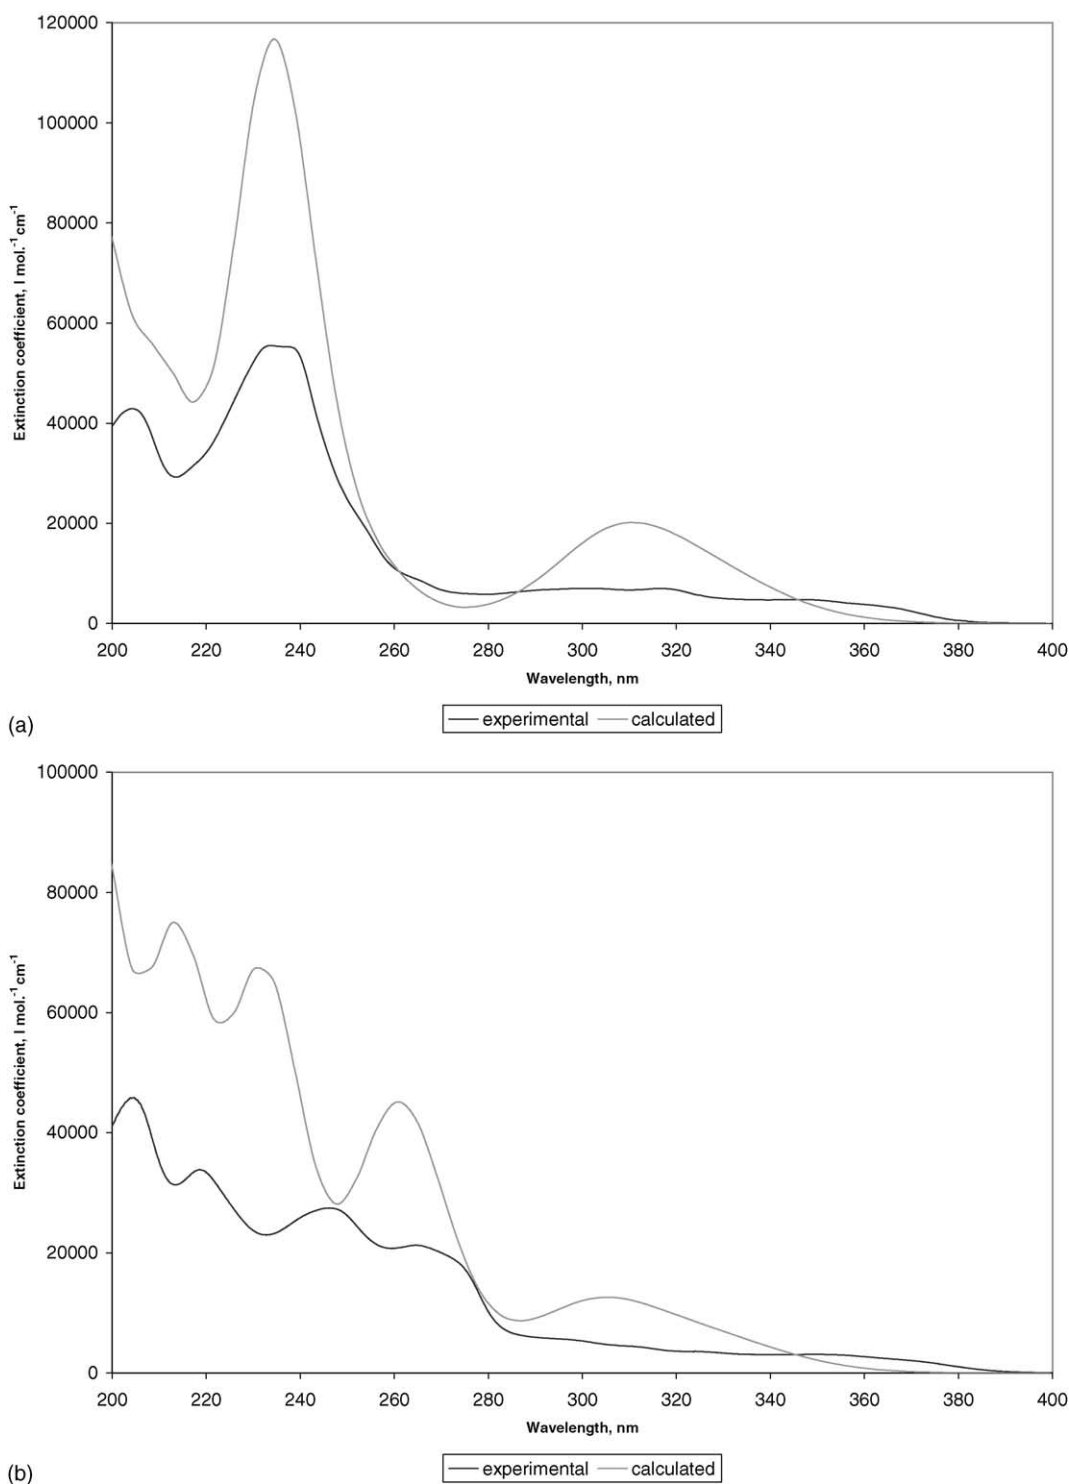 120000
100000
80000
60000
40000
20000
0
Extinction coefficient, l mol.⁻¹ cm⁻¹
200 220 240 260 280 300 320 340 360 380 400
Wavelength, nm
experimental calculated
(a)
100000
80000
60000
40000
20000
0
Extinction coefficient, l mol.⁻¹ cm⁻¹
200 220 240 260 280 300 320 340 360 380 400
Wavelength, nm
experimental calculated
(b)